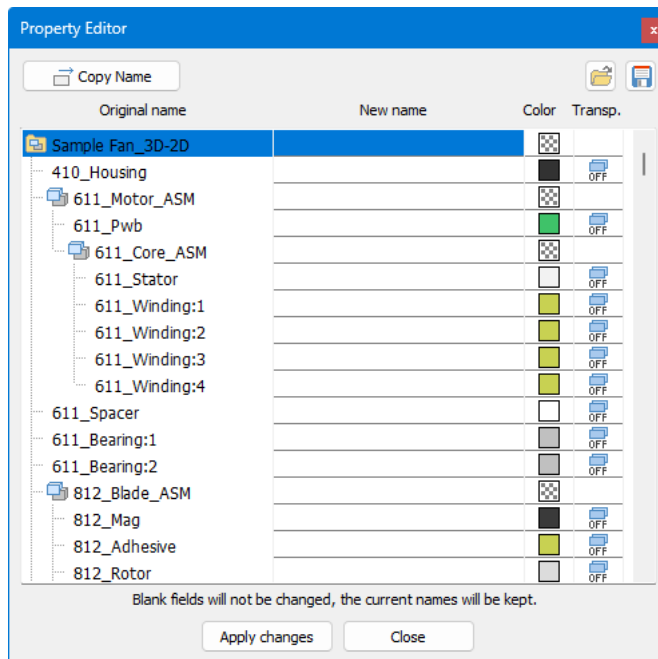 Property Editor
x
Copy Name
Original name New name Color Transp.
Sample Fan_3D-2D
410_Housing OFF
611_Motor_ASM
611_Pwb OFF
611_Core_ASM
611_Stator OFF
611_Winding:1 OFF
611_Winding:2 OFF
611_Winding:3 OFF
611_Winding:4 OFF
611_Spacer OFF
611_Bearing:1 OFF
611_Bearing:2 OFF
812_Blade_ASM
812_Mag OFF
812_Adhesive OFF
812_Rotor OFF
Blank fields will not be changed, the current names will be kept.
Apply changes Close